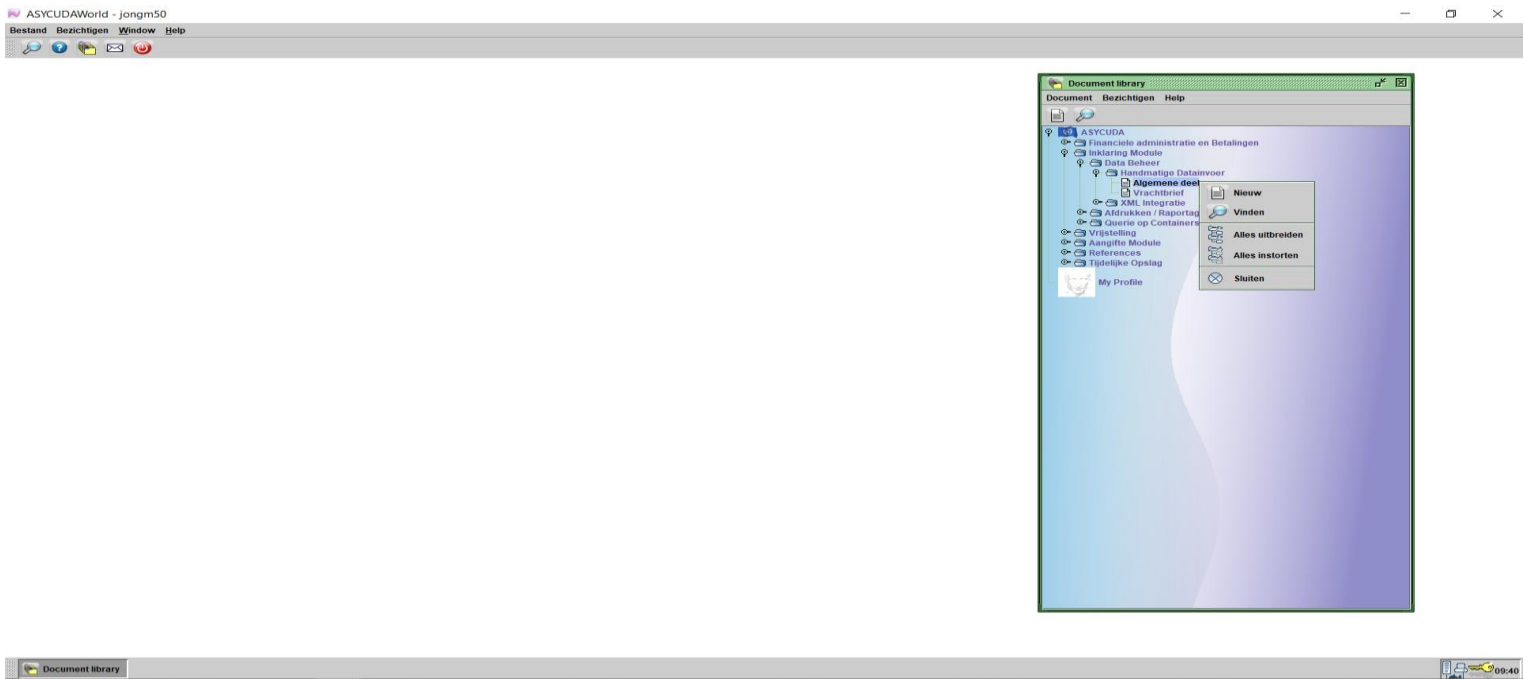 ASYCUDAWorld - jongm50
Bestand Bezichtigen Window Help
Document library
Document Bezichtigen Help
ASYCUDA
Financiele administratie en Betalingen
Inklaring Module
Data Beheer
Handmatige Datainvoer
Algemene deel
Vrachtbrief
XML Integratie
Afdrukken / Raportag
Querie op Containers
Vrijstelling
Aangifte Module
References
Tijdelijke Opslag
My Profile
Nieuw
Vinden
Alles uitbreiden
Alles instorten
Sluiten
Document library
09:40